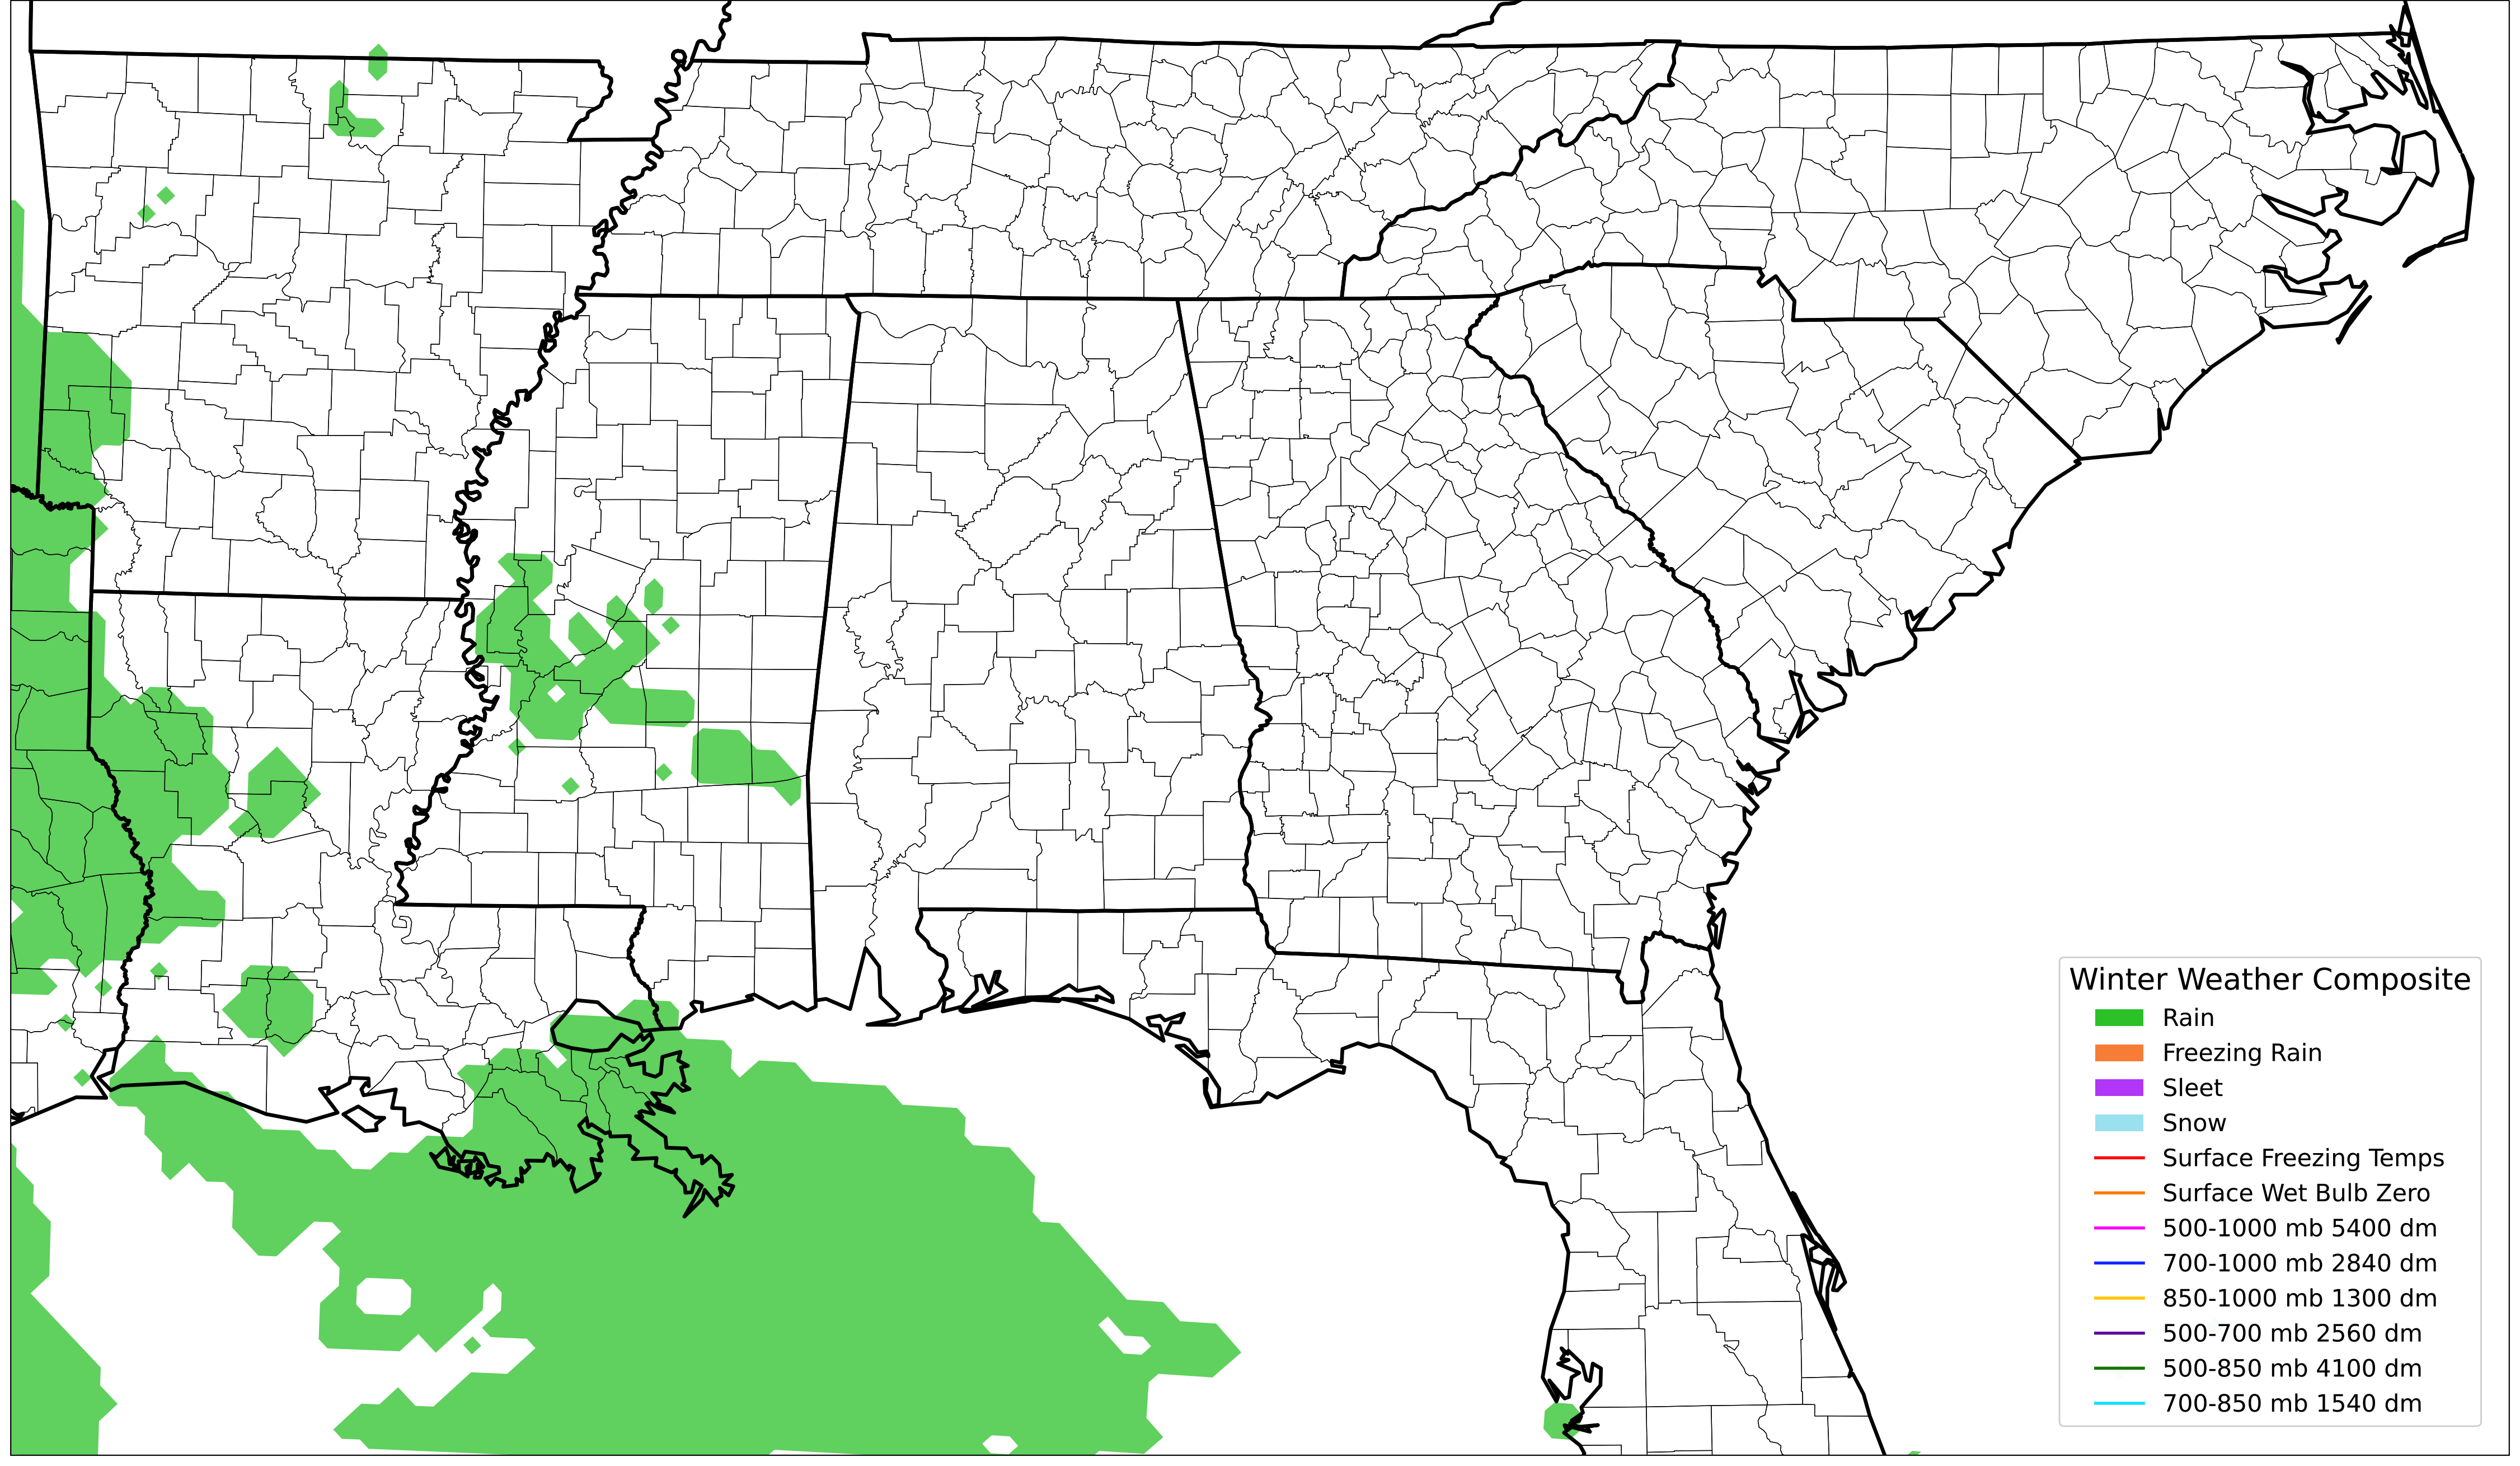 Winter Weather Composite
Rain
Freezing Rain
Sleet
Snow
Surface Freezing Temps
Surface Wet Bulb Zero
500-1000 mb 5400 dm
700-1000 mb 2840 dm
850-1000 mb 1300 dm
500-700 mb 2560 dm
500-850 mb 4100 dm
700-850 mb 1540 dm